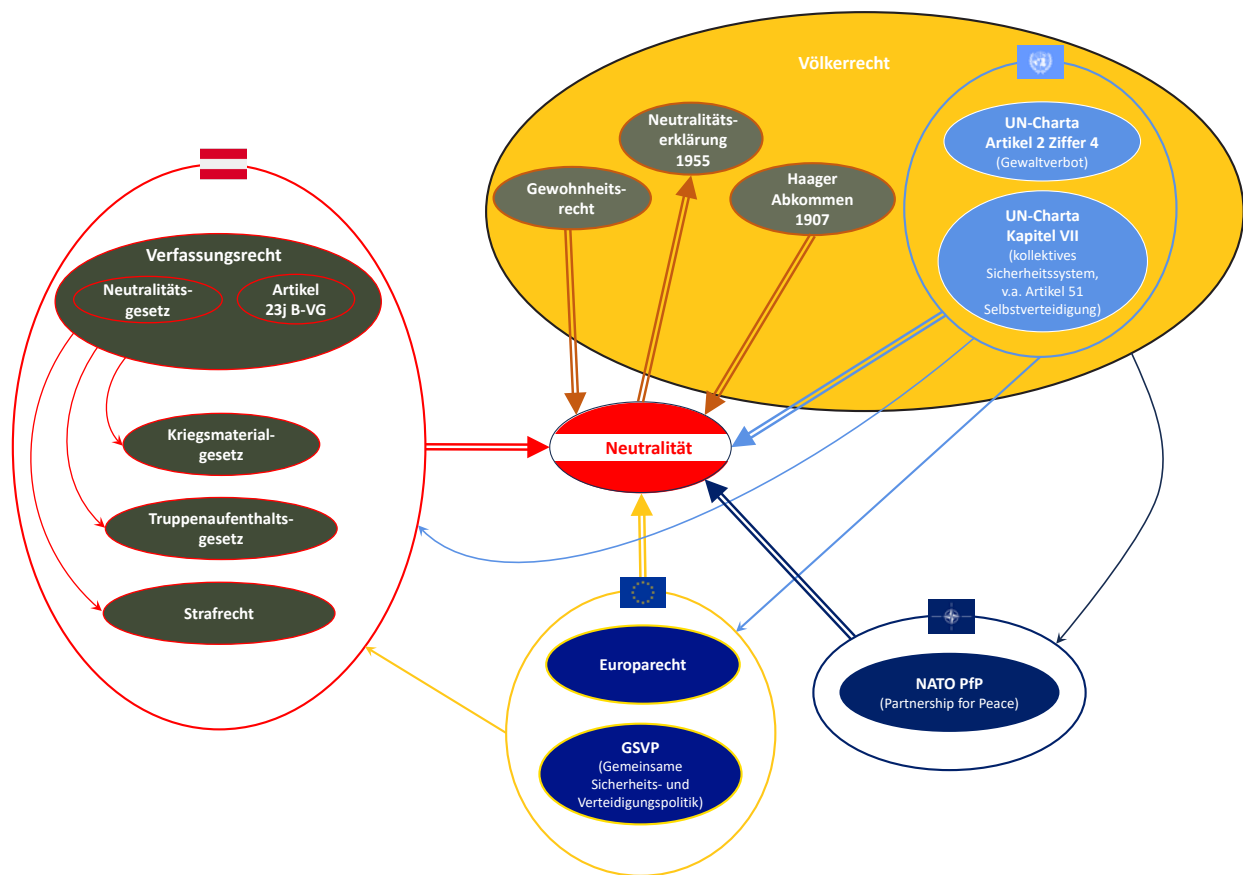 Völkerrecht
Neutralitäts-
erklärung
1955
Gewohnheits-
recht
Haager
Abkommen
1907
UN-Charta
Artikel 2 Ziffer 4
(Gewaltverbot)
UN-Charta
Kapitel VII
(kollektives
Sicherheitssystem,
v.a. Artikel 51
Selbstverteidigung)
Verfassungsrecht
Neutralitäts-
gesetz
Artikel
23j B-VG
Kriegsmaterial-
gesetz
Truppenaufenthalts-
gesetz
Strafrecht
Neutralität
Europarecht
GSVP
(Gemeinsame
Sicherheits- und
Verteidigungspolitik)
NATO PfP
(Partnership for Peace)